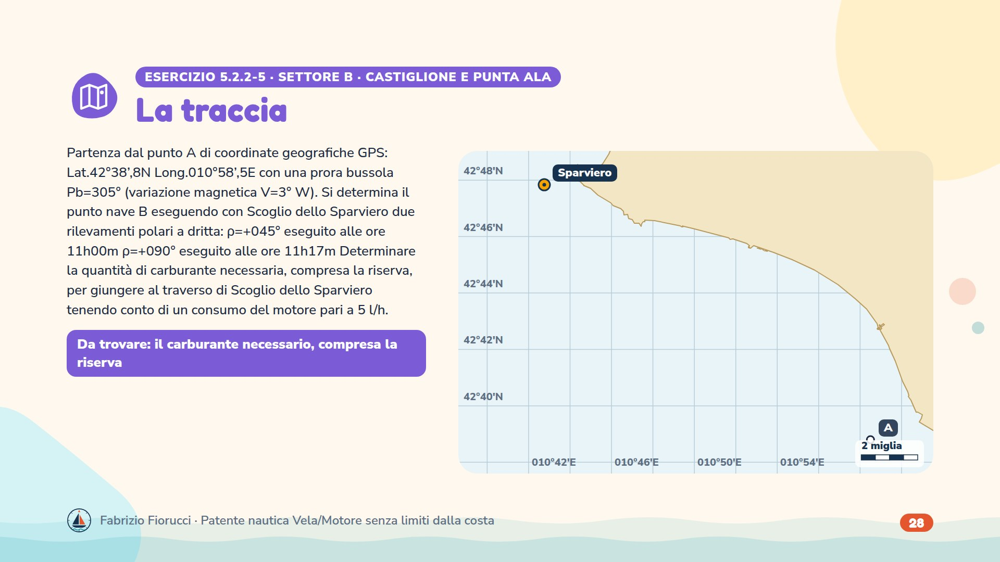 ESERCIZIO 5.2.2-5 · SETTORE B · CASTIGLIONE E PUNTA ALA
La traccia
Partenza dal punto A di coordinate geografiche GPS:
Lat.42°38’,8N Long.010°58’,5E con una prora bussola
Pb=305° (variazione magnetica V=3° W). Si determina il
punto nave B eseguendo con Scoglio dello Sparviero due
rilevamenti polari a dritta: ρ=+045° eseguito alle ore
11h00m ρ=+090° eseguito alle ore 11h17m Determinare
la quantità di carburante necessaria, compresa la riserva,
per giungere al traverso di Scoglio dello Sparviero
tenendo conto di un consumo del motore pari a 5 l/h.
Da trovare: il carburante necessario, compresa la
riserva
42°48'N
Sparviero
42°46'N
42°44'N
42°42'N
42°40'N
A
2 miglia
010°42'E
010°46'E
010°50'E
010°54'E
Fabrizio Fiorucci · Patente nautica Vela/Motore senza limiti dalla costa
28